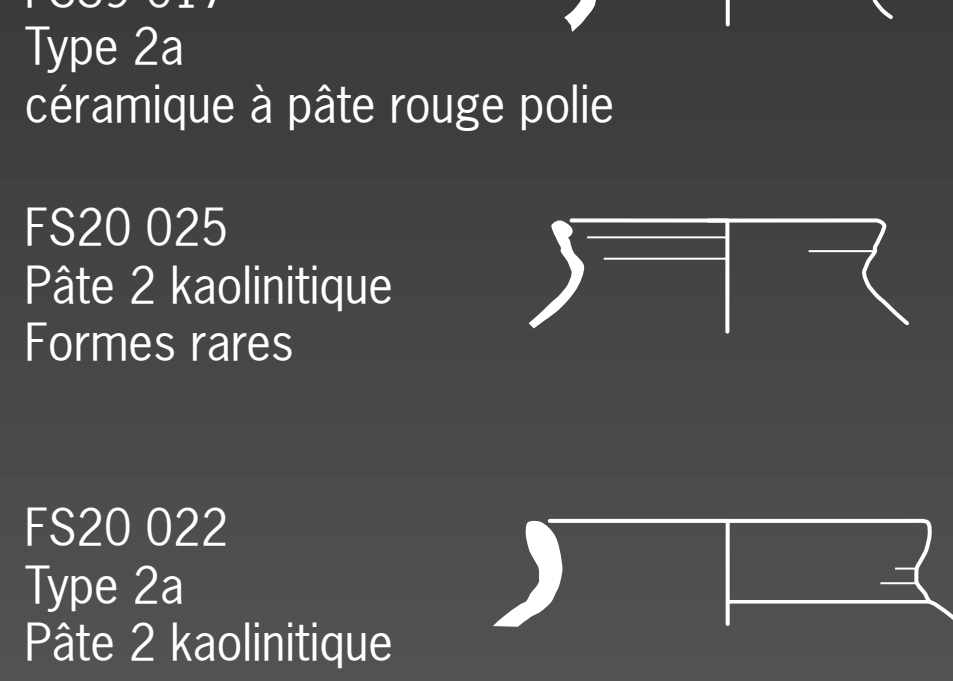 Type 2a
céramique à pâte rouge polie
FS20 025
Pâte 2 kaolinitique
Formes rares
FS20 022
Type 2a
Pâte 2 kaolinitique